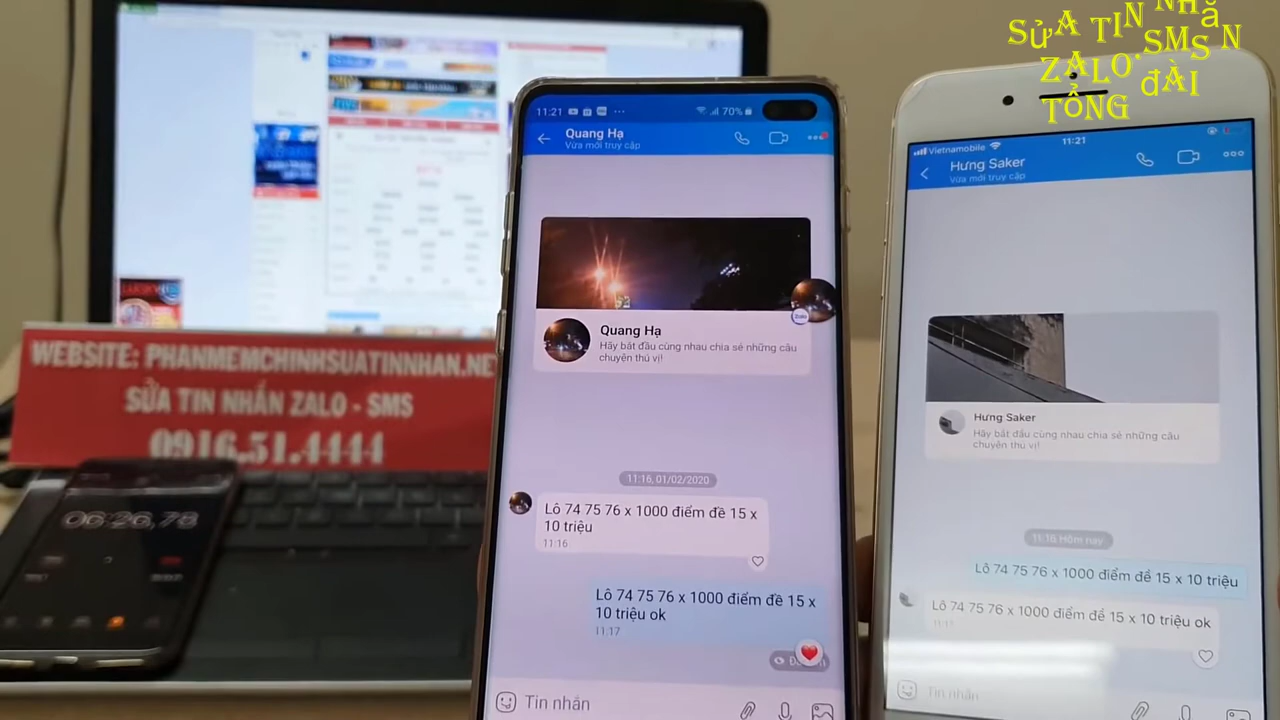 SỬA TIN NHẮN
ZALO. SMS
TỔNG ĐÀI
11:21
70%
Quang Hạ
Vừa mới truy cập
Quang Hạ
Hãy bắt đầu cùng nhau chia sẻ những câu
chuyện thú vị!
Zalo
11:16, 01/02/2020
Lô 74 75 76 x 1000 điểm đề 15 x
10 triệu
11:16
Lô 74 75 76 x 1000 điểm đề 15 x
10 triệu ok
11:17
Tin nhắn
Vietnamobile
11:21
Hưng Saker
Vừa mới truy cập
Hưng Saker
Hãy bắt đầu cùng nhau chia sẻ những câu
chuyện thú vị!
11:16 Hôm nay
Lô 74 75 76 x 1000 điểm đề 15 x 10 triệu
Lô 74 75 76 x 1000 điểm đề 15 x 10 triệu ok
Tin nhắn
WEBSITE: PHANMEMCHINHSUATINNHAN.NE
SỬA TIN NHẮN ZALO - SMS
0916.51.4444
06:26,78